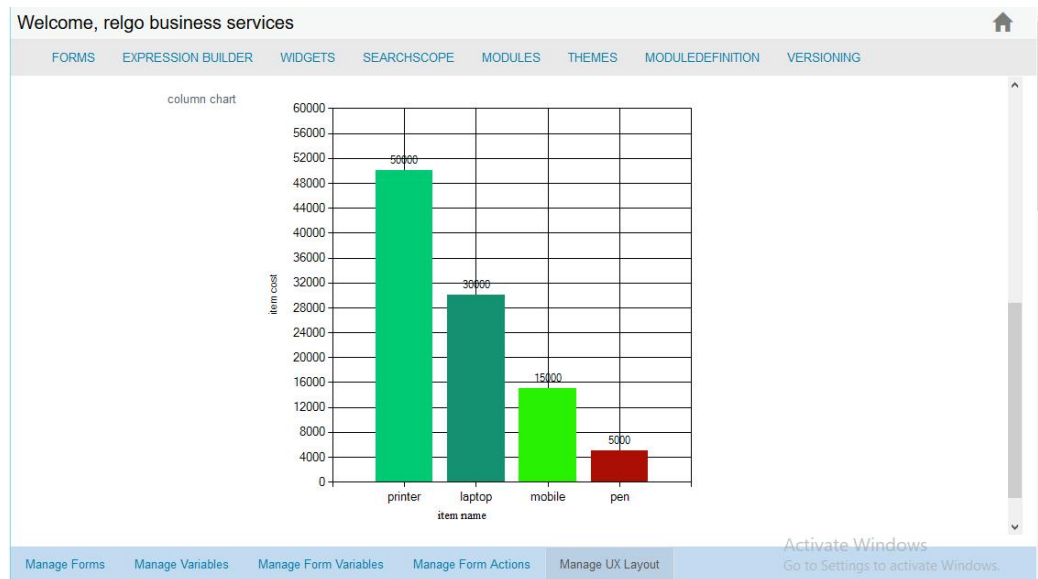 Welcome, relgo business services
FORMS EXPRESSION BUILDER WIDGETS SEARCHSCOPE MODULES THEMES MODULEDEFINITION VERSIONING
column chart
60000
56000
52000
50000
48000
44000
40000
36000
item cost
32000
30000
28000
24000
20000
16000
15000
12000
8000
5000
4000
0
printer laptop mobile pen
item name
Activate Windows
Go to Settings to activate Windows.
Manage Forms Manage Variables Manage Form Variables Manage Form Actions Manage UX Layout